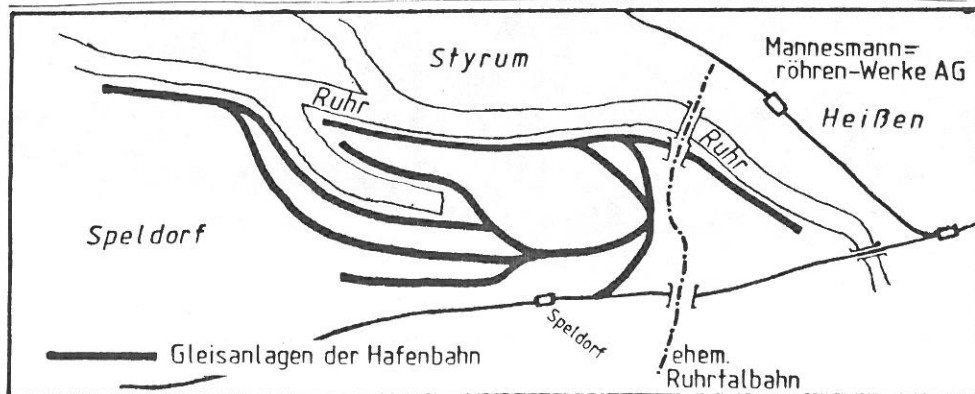 Styrum
Mannesmann=
röhren-Werke AG
Heißen
Ruhr
Ruhr
Speldorf
Speldorf
Gleisanlagen der Hafenbahn
ehem.
Ruhrtalbahn